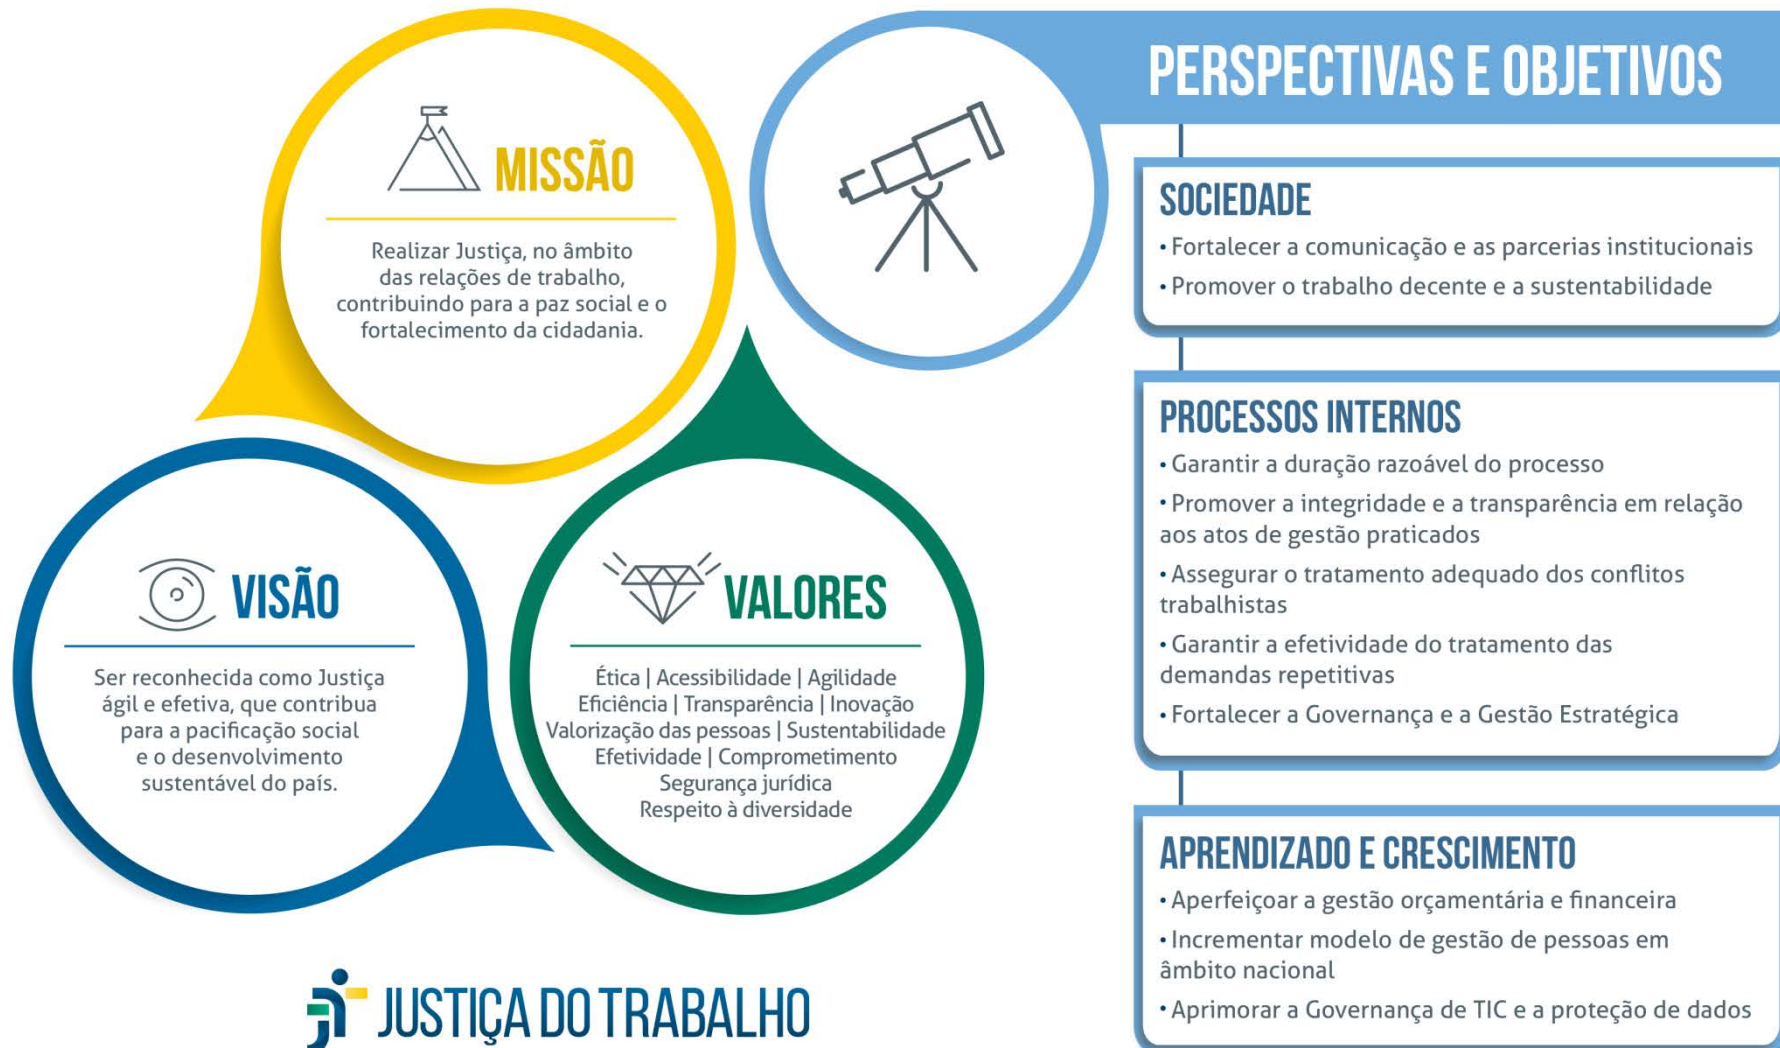 MISSÃO
Realizar Justiça, no âmbito
das relações de trabalho,
contribuindo para a paz social e o
fortalecimento da cidadania.
VISÃO
Ser reconhecida como Justiça
ágil e efetiva, que contribua
para a pacificação social
e o desenvolvimento
sustentável do país.
VALORES
Ética | Acessibilidade | Agilidade
Eficiência | Transparência | Inovação
Valorização das pessoas | Sustentabilidade
Efetividade | Comprometimento
Segurança jurídica
Respeito à diversidade
JUSTIÇA DO TRABALHO
PERSPECTIVAS E OBJETIVOS
SOCIEDADE
• Fortalecer a comunicação e as parcerias institucionais
• Promover o trabalho decente e a sustentabilidade
PROCESSOS INTERNOS
• Garantir a duração razoável do processo
• Promover a integridade e a transparência em relação
aos atos de gestão praticados
• Assegurar o tratamento adequado dos conflitos
trabalhistas
• Garantir a efetividade do tratamento das
demandas repetitivas
• Fortalecer a Governança e a Gestão Estratégica
APRENDIZADO E CRESCIMENTO
• Aperfeiçoar a gestão orçamentária e financeira
• Incrementar modelo de gestão de pessoas em
âmbito nacional
• Aprimorar a Governança de TIC e a proteção de dados